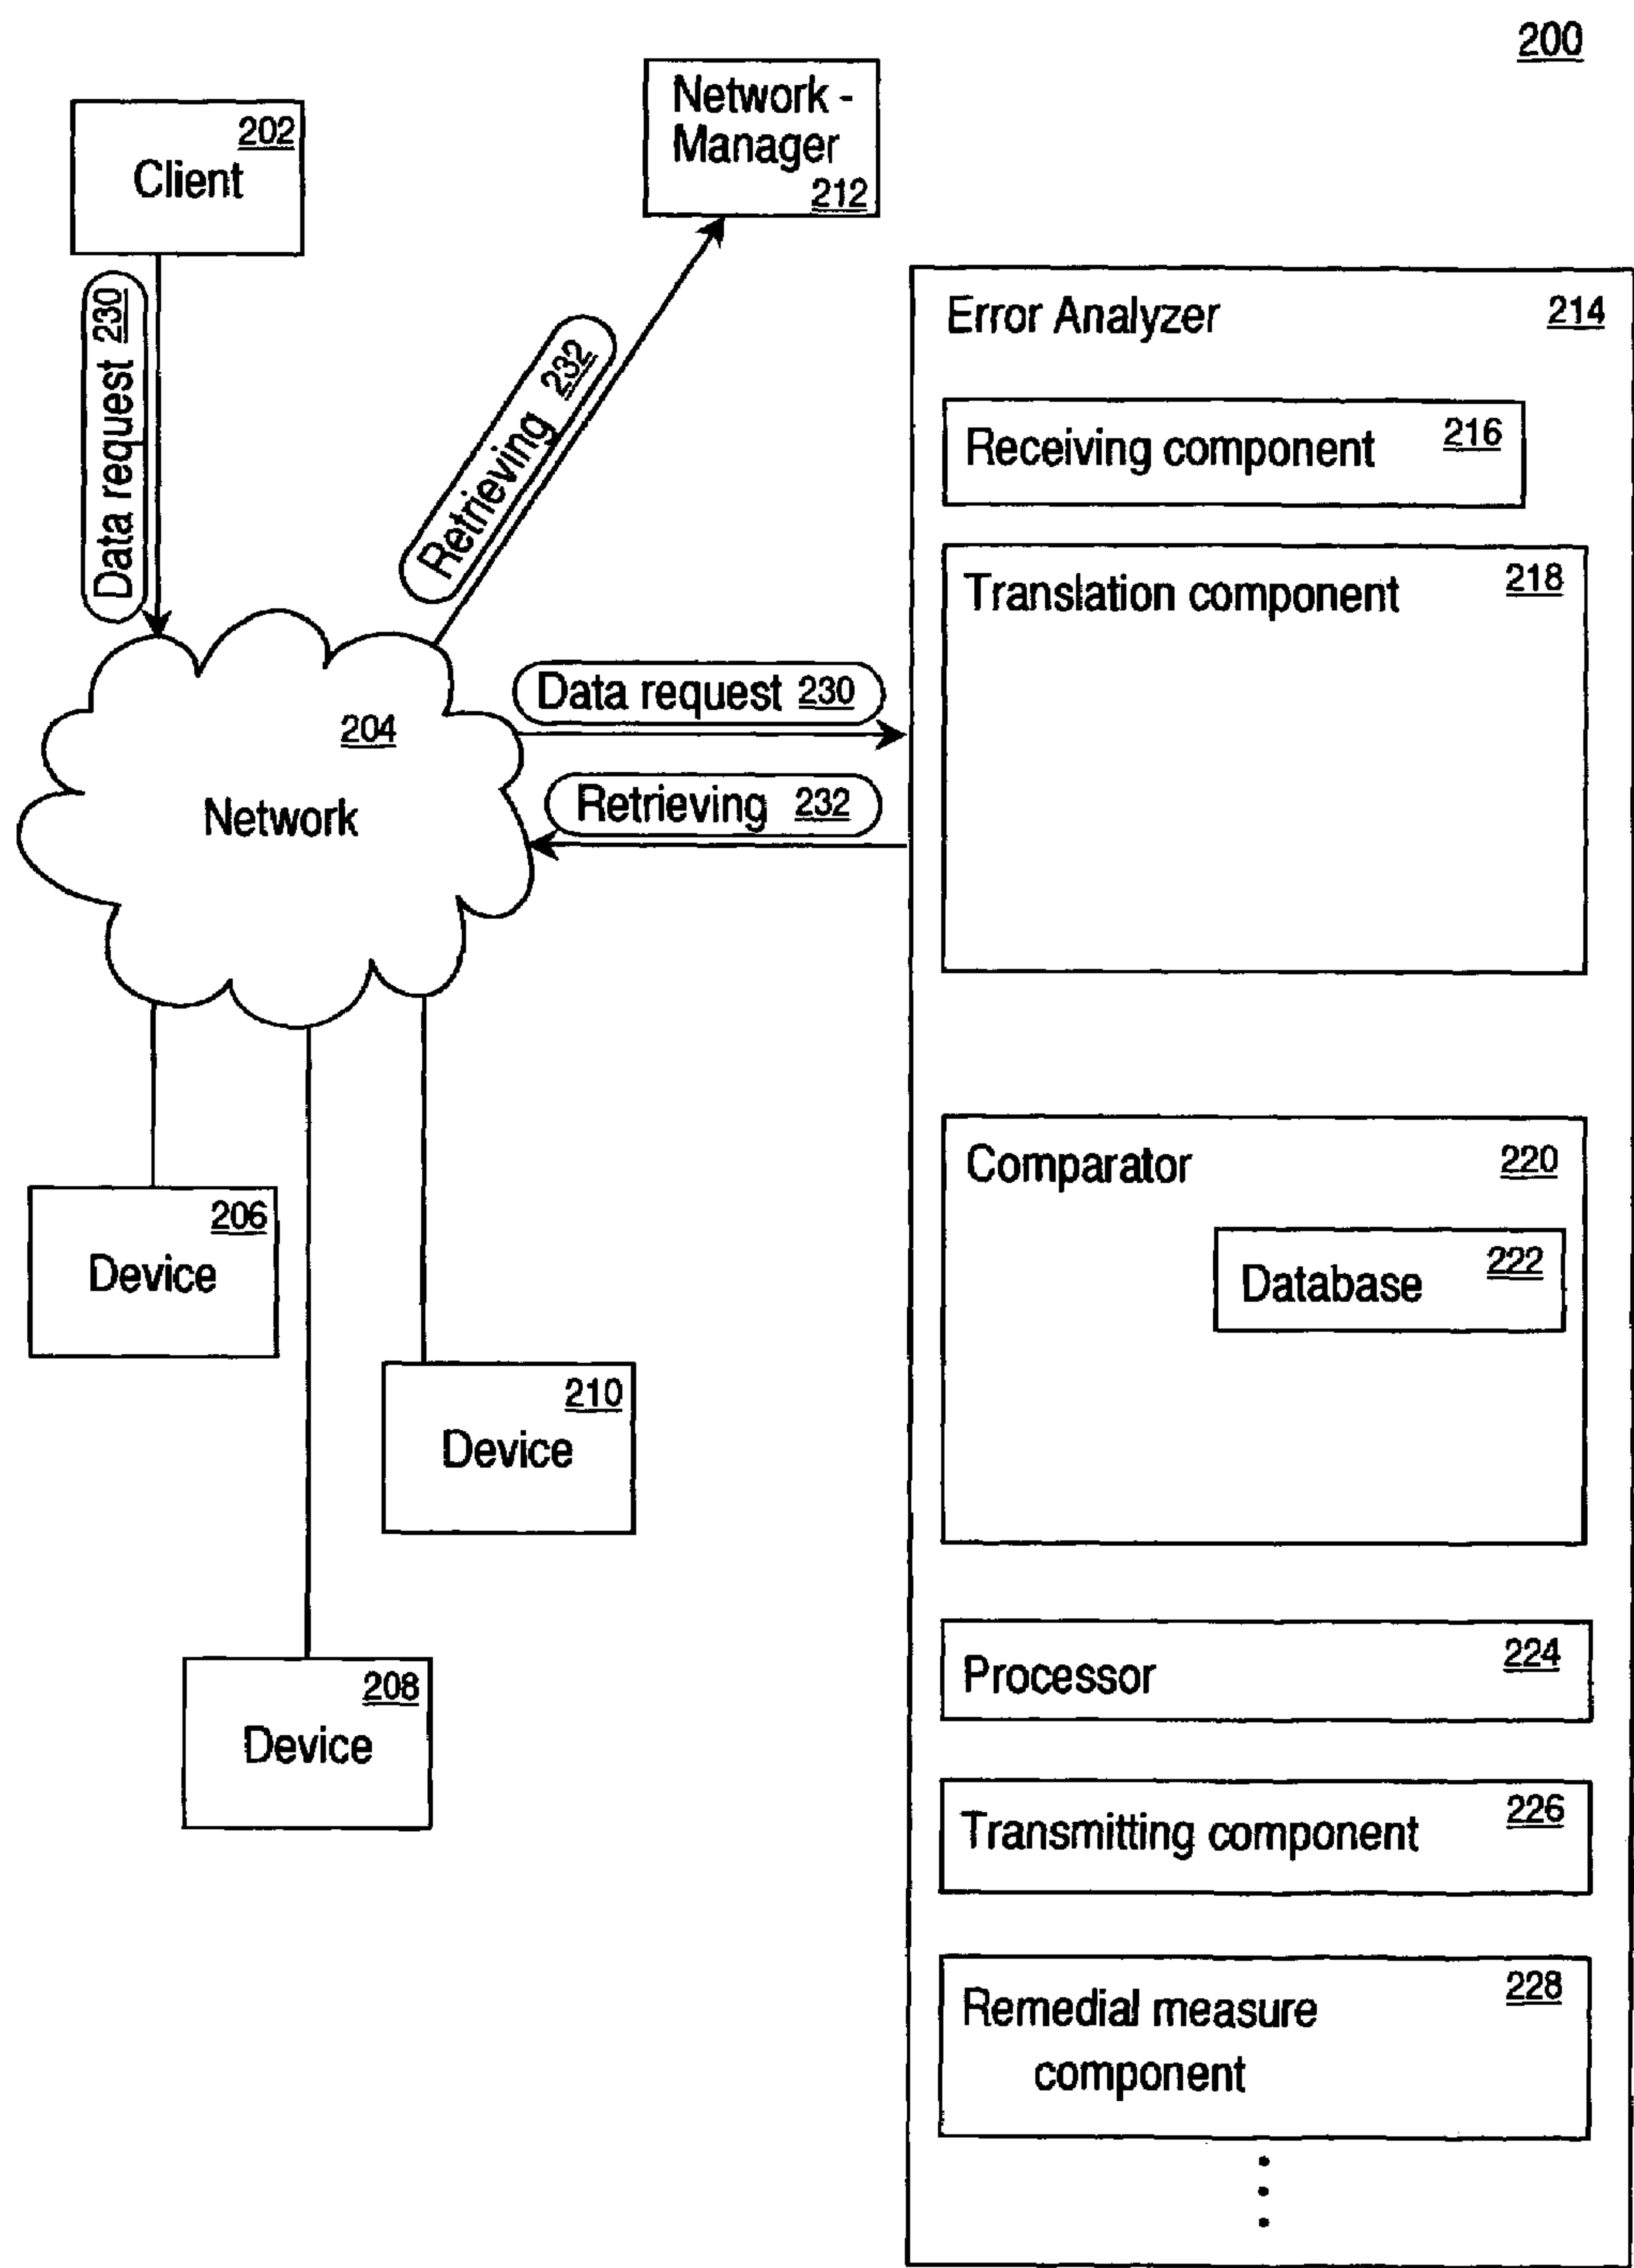 200
202
Client
Network -
Manager
212
Data request 230
Retrieving 232
Error Analyzer 214
Receiving component 216
Translation component 218
Data request 230
Retrieving 232
204
Network
Comparator 220
Database 222
206
Device
210
Device
208
Device
Processor 224
Transmitting component 226
Remedial measure 228
component